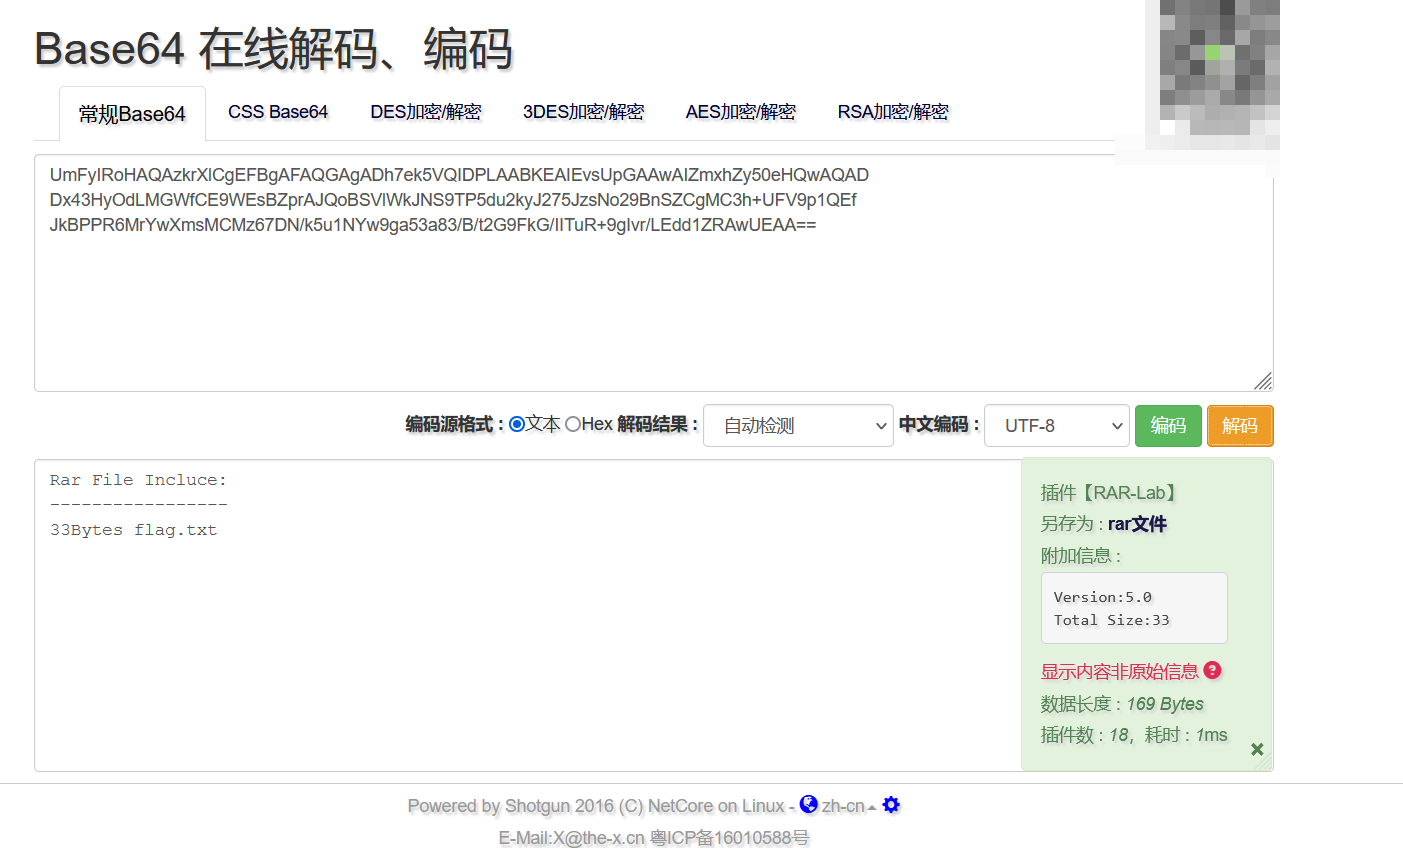 Base64 在线解码、编码
常规Base64 CSS Base64 DES加密/解密 3DES加密/解密 AES加密/解密 RSA加密/解密
UmFyIRoHAQAzkrXlCgEFBgAFAQGAgADh7ek5VQIDPLAABKEAIEvsUpGAAwAIZmxhZy50eHQwAQAD
Dx43HyOdLMGWfCE9WEsBZprAJQoBSVlWkJNS9TP5du2kyJ275JzsNo29BnSZCgMC3h+UFV9p1QEf
JkBPPR6MrYwXmsMCMz67DN/k5u1NYw9ga53a83/B/t2G9FkG/IITuR+9gIvr/LEdd1ZRAwUEAA==
编码源格式 : 文本 Hex 解码结果 : 自动检测 中文编码 : UTF-8 编码 解码
Rar File Incluce:
-----------------
33Bytes flag.txt
插件【RAR-Lab】
另存为 : rar文件
附加信息 :
Version:5.0
Total Size:33
显示内容非原始信息
数据长度 : 169 Bytes
插件数 : 18, 耗时 : 1ms
Powered by Shotgun 2016 (C) NetCore on Linux - zh-cn
E-Mail:X@the-x.cn 粤ICP备16010588号